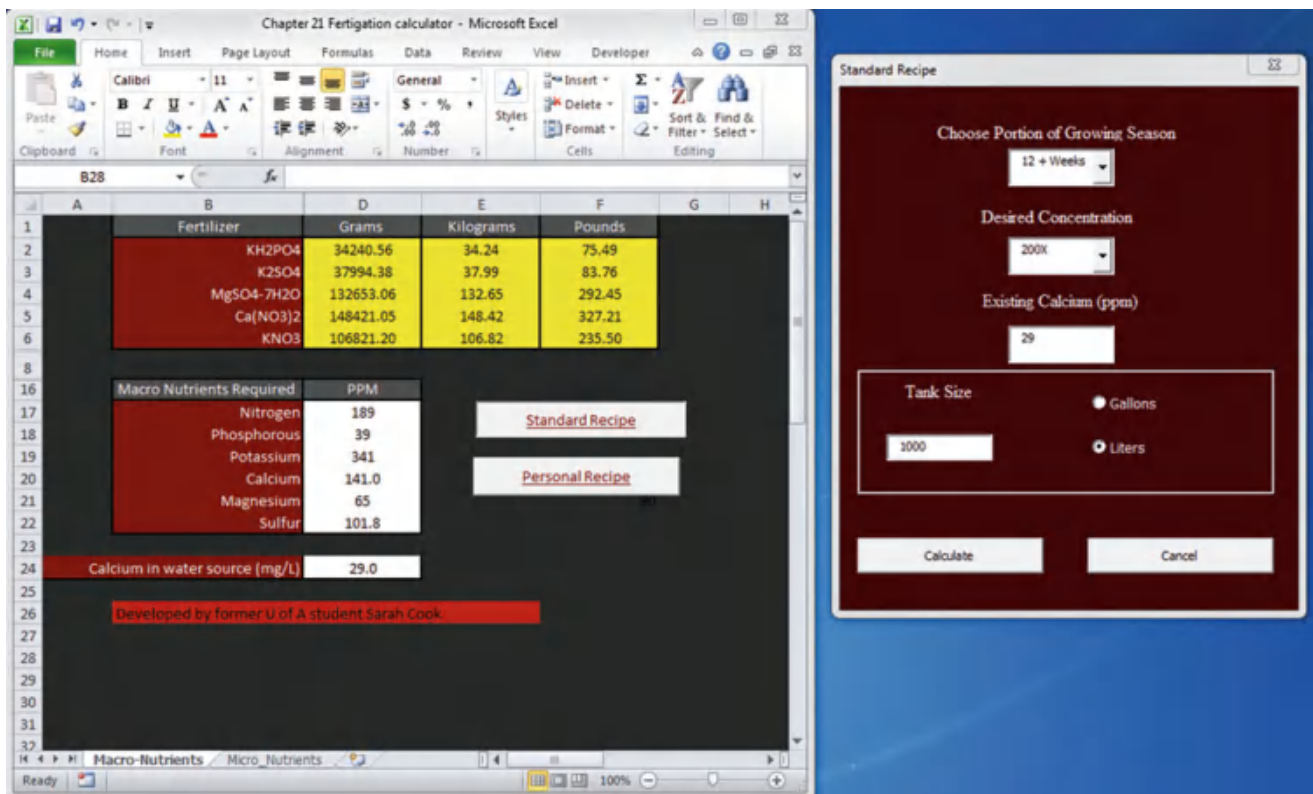 Chapter 21 Fertigation calculator - Microsoft Excel
File Home Insert Page Layout Formulas Data Review View Developer
Calibri 11 General Insert Σ
B I U A A $ % , Styles Delete Sort & Find &
Paste Format Filter Select
Clipboard Font Alignment Number Cells Editing
B28 fx
A B D E F G H
1 Fertilizer Grams Kilograms Pounds
2 KH2PO4 34240.56 34.24 75.49
3 K2SO4 37994.38 37.99 83.76
4 MgSO4-7H2O 132653.06 132.65 292.45
5 Ca(NO3)2 148421.05 148.42 327.21
6 KNO3 106821.20 106.82 235.50
8
16 Macro Nutrients Required PPM
17 Nitrogen 189
Standard Recipe
18 Phosphorous 39
19 Potassium 341
20 Calcium 141.0
Personal Recipe
21 Magnesium 65
22 Sulfur 101.8
23
24 Calcium in water source (mg/L) 29.0
25
26 Developed by former U of A student Sarah Cook.
27
28
29
30
31
32
Macro-Nutrients Micro_Nutrients
Ready 100%
Standard Recipe
Choose Portion of Growing Season
12 + Weeks
Desired Concentration
200X
Existing Calcium (ppm)
29
Tank Size
Gallons
1000
Liters
Calculate Cancel